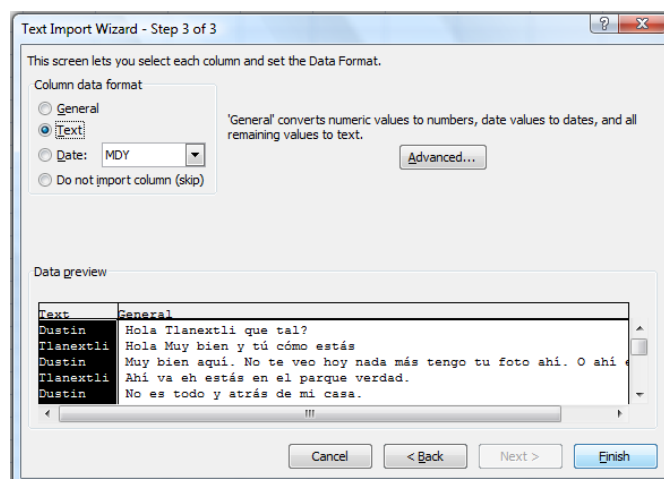 Text Import Wizard - Step 3 of 3
This screen lets you select each column and set the Data Format.
Column data format
General
Text
Date: MDY
Do not import column (skip)
'General' converts numeric values to numbers, date values to dates, and all
remaining values to text.
Advanced...
Data preview
Text General
Dustin Hola Tlanextli que tal?
Tlanextli Hola Muy bien y tú cómo estás
Dustin Muy bien aquí. No te veo hoy nada más tengo tu foto ahí. O ahí
Tlanextli Ahí va eh estás en el parque verdad.
Dustin No es todo y atrás de mi casa.
Cancel < Back Next > Finish